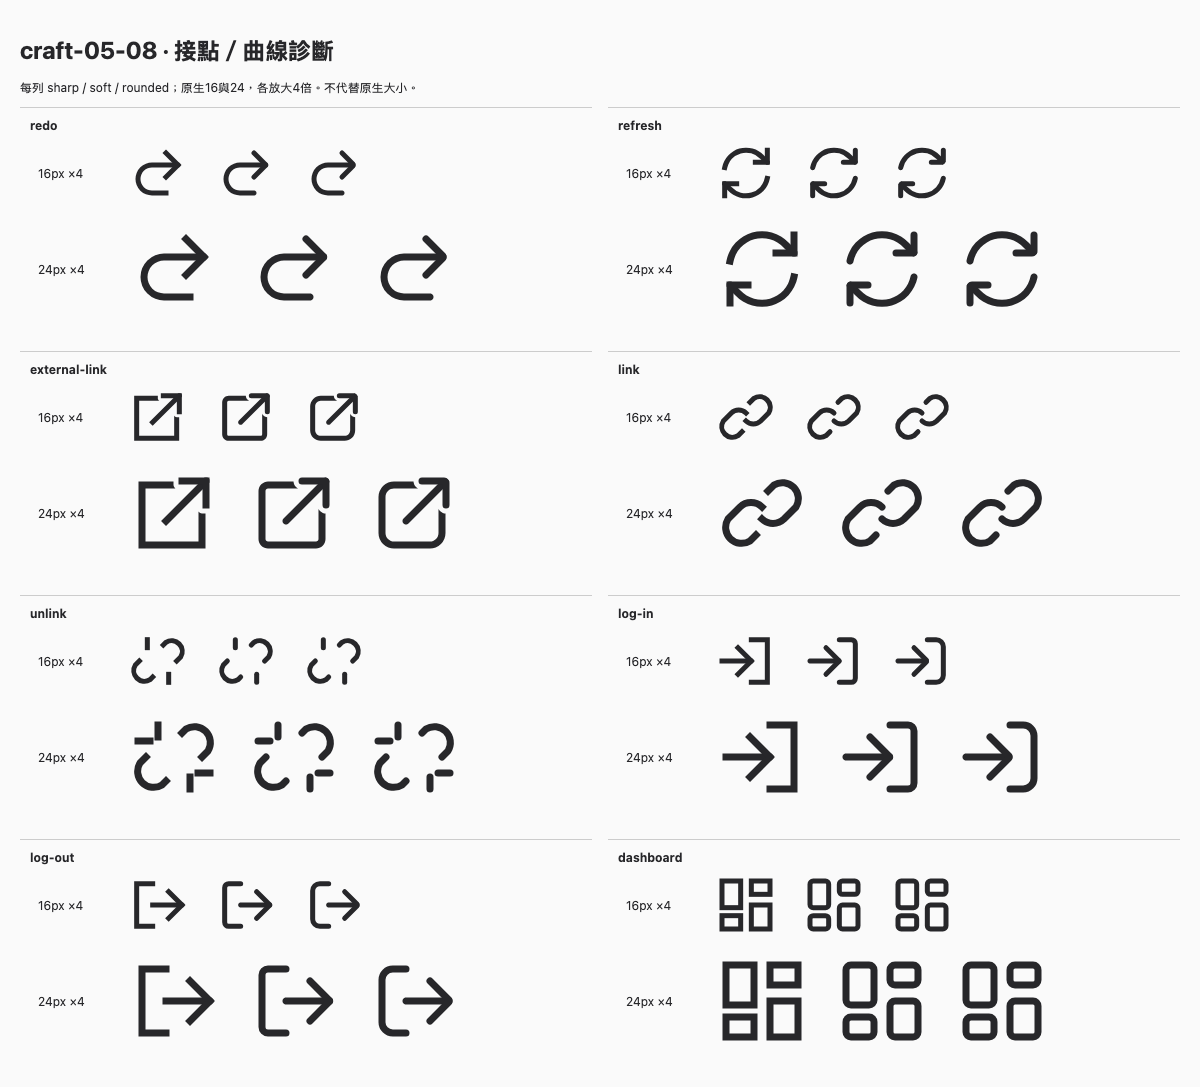 craft-05-08 · 接點 / 曲線診斷
每列 sharp / soft / rounded；原生16與24，各放大4倍。不代替原生大小。
redo
16px ×4
24px ×4
refresh
16px ×4
24px ×4
external-link
16px ×4
24px ×4
link
16px ×4
24px ×4
unlink
16px ×4
24px ×4
log-in
16px ×4
24px ×4
log-out
16px ×4
24px ×4
dashboard
16px ×4
24px ×4